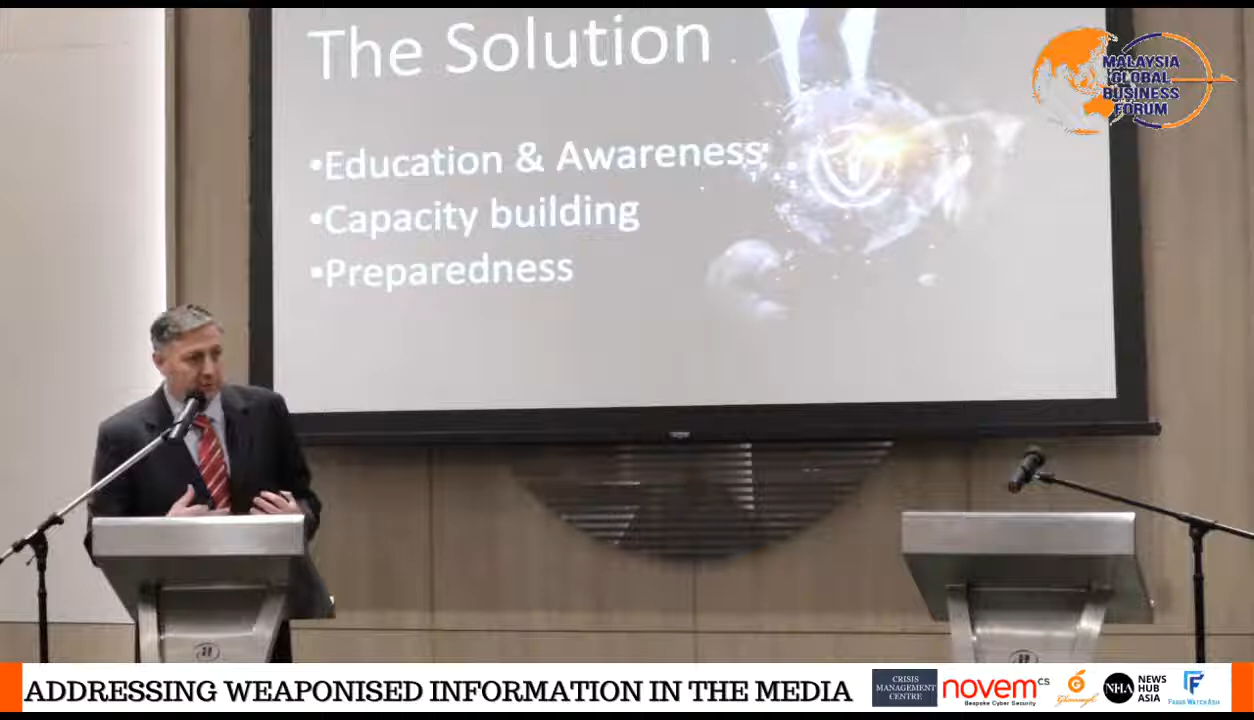 The Solution
•Education & Awareness
•Capacity building
•Preparedness
MALAYSIA
GLOBAL
BUSINESS
FORUM
ADDRESSING WEAPONISED INFORMATION IN THE MEDIA
CRISIS
MANAGEMENT
CENTRE
novem CS
Bespoke Cyber Security
NHA
NEWS
HUB
ASIA